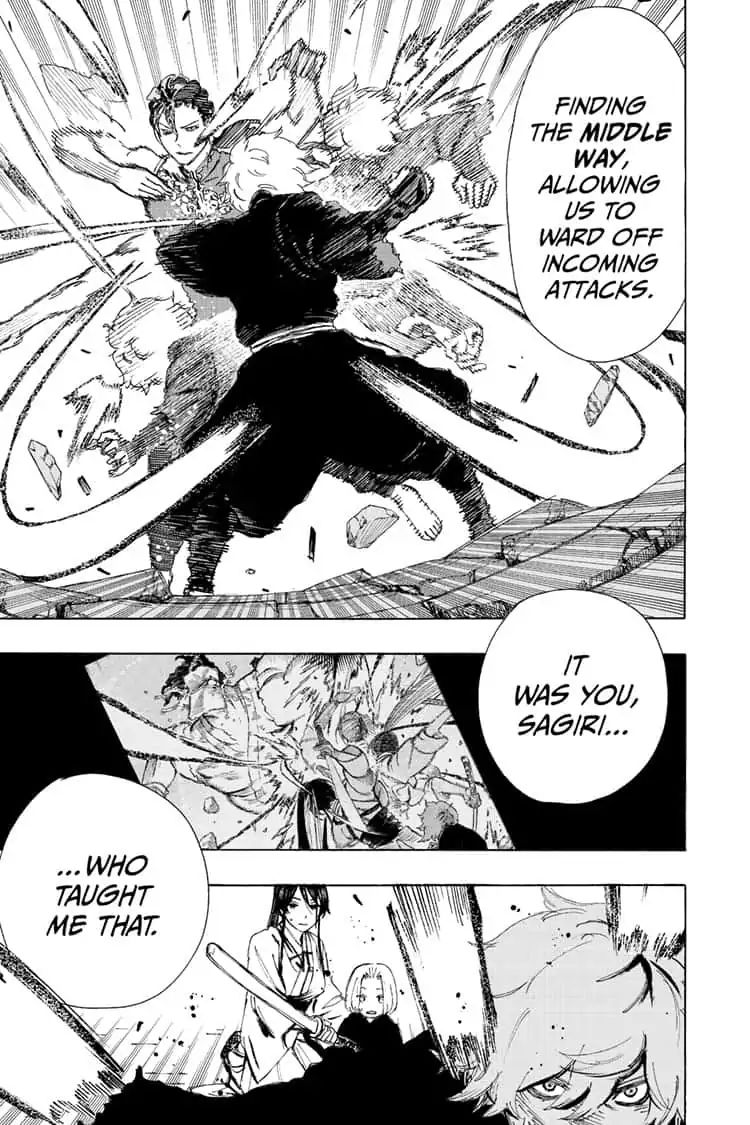 FINDING
THE MIDDLE
WAY,
ALLOWING
US TO
WARD OFF
INCOMING
ATTACKS.
IT
WAS YOU,
SAGIRI...
...WHO
TAUGHT
ME THAT.